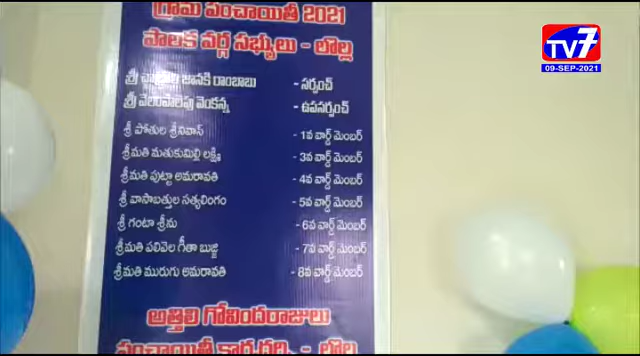 గ్రామ పంచాయితీ 2021
పాలక వర్గ సభ్యులు - లొల్ల
శ్రీ జానకి రాంబాబు - సర్పంచ్
శ్రీ వెంకన్న - ఉపసర్పంచ్
శ్రీ పోతుల శ్రీనివాస్ - 1వ వార్డ్ మెంబర్
శ్రీమతి మతుకుమిల్లి లక్ష్మి - 3వ వార్డ్ మెంబర్
శ్రీమతి పుట్టా అమరావతి - 4వ వార్డ్ మెంబర్
శ్రీ వాసాబత్తుల సత్యలింగం - 5వ వార్డ్ మెంబర్
శ్రీ గంటా శ్రీను - 6వ వార్డ్ మెంబర్
శ్రీమతి పలివెల గీతా బుజ్జి - 7వ వార్డ్ మెంబర్
శ్రీమతి మురుగు అమరావతి - 8వ వార్డ్ మెంబర్
అత్తిలి గోవిందరాజులు
పంచాయితీ కార్యదర్శి - లొల్ల
TV7
09-SEP-2021